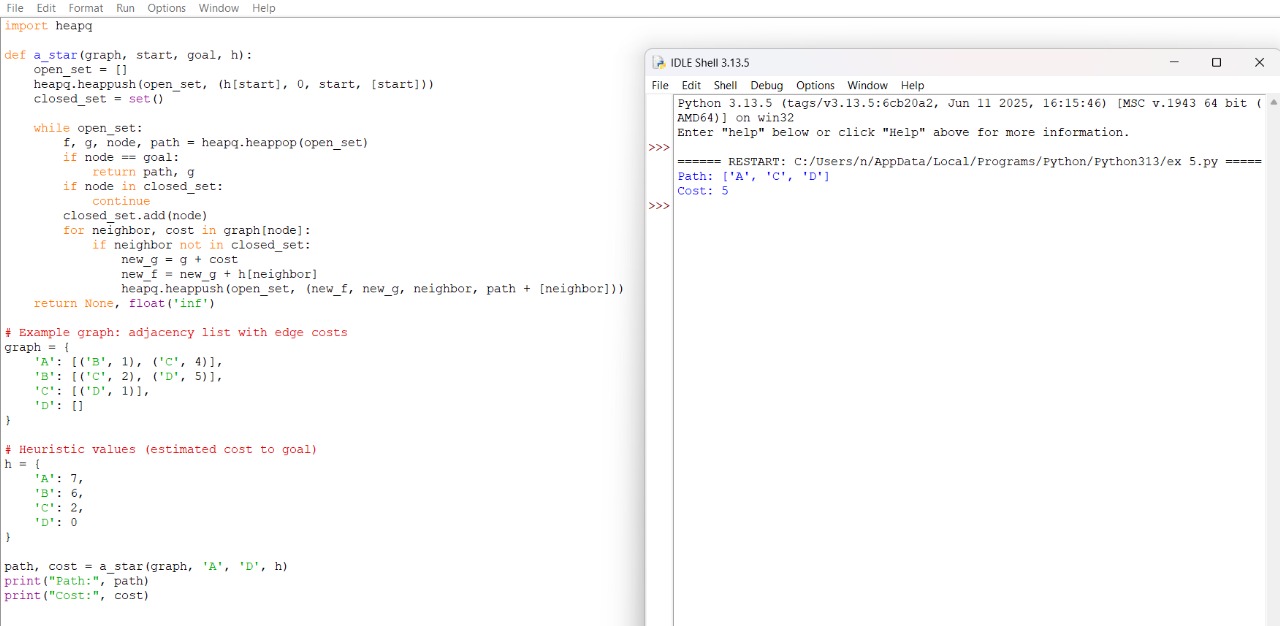 File Edit Format Run Options Window Help
import heapq

def a_star(graph, start, goal, h):
    open_set = []
    heapq.heappush(open_set, (h[start], 0, start, [start]))
    closed_set = set()

    while open_set:
        f, g, node, path = heapq.heappop(open_set)
        if node == goal:
            return path, g
        if node in closed_set:
            continue
        closed_set.add(node)
        for neighbor, cost in graph[node]:
            if neighbor not in closed_set:
                new_g = g + cost
                new_f = new_g + h[neighbor]
                heapq.heappush(open_set, (new_f, new_g, neighbor, path + [neighbor]))
    return None, float('inf')

# Example graph: adjacency list with edge costs
graph = {
    'A': [('B', 1), ('C', 4)],
    'B': [('C', 2), ('D', 5)],
    'C': [('D', 1)],
    'D': []
}

# Heuristic values (estimated cost to goal)
h = {
    'A': 7,
    'B': 6,
    'C': 2,
    'D': 0
}

path, cost = a_star(graph, 'A', 'D', h)
print("Path:", path)
print("Cost:", cost)
IDLE Shell 3.13.5
File Edit Shell Debug Options Window Help
Python 3.13.5 (tags/v3.13.5:6cb20a2, Jun 11 2025, 16:15:46) [MSC v.1943 64 bit (
AMD64)] on win32
Enter "help" below or click "Help" above for more information.
>>>
====== RESTART: C:/Users/n/AppData/Local/Programs/Python/Python313/ex 5.py =====
Path: ['A', 'C', 'D']
Cost: 5
>>>